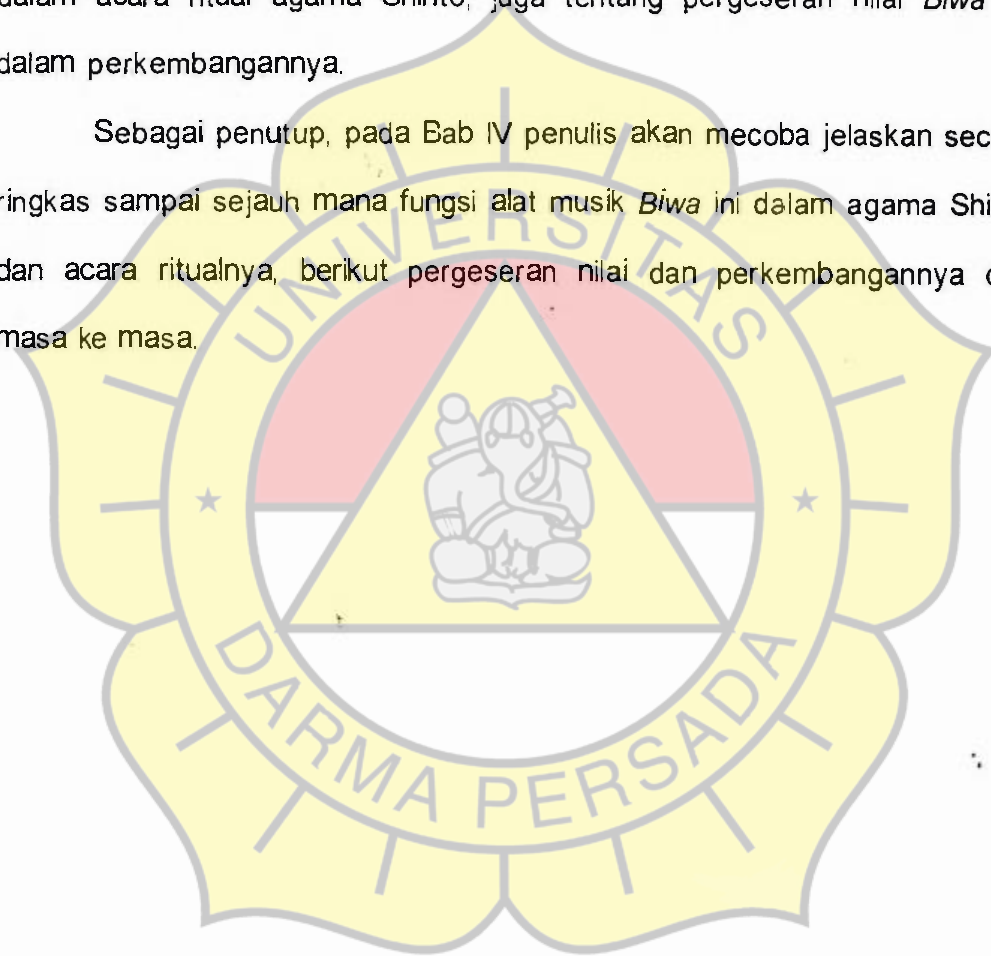 dalam acara ritual agama Shinto, juga tentang pergeseran nilai Biwa
dalam perkembangannya.
Sebagai penutup, pada Bab IV penulis akan mecoba jelaskan sec
ringkas sampai sejauh mana fungsi alat musik Biwa ini dalam agama Shi
dan acara ritualnya, berikut pergeseran nilai dan perkembangannya d
masa ke masa.
UNIVERSITAS
DARMA PERSADA